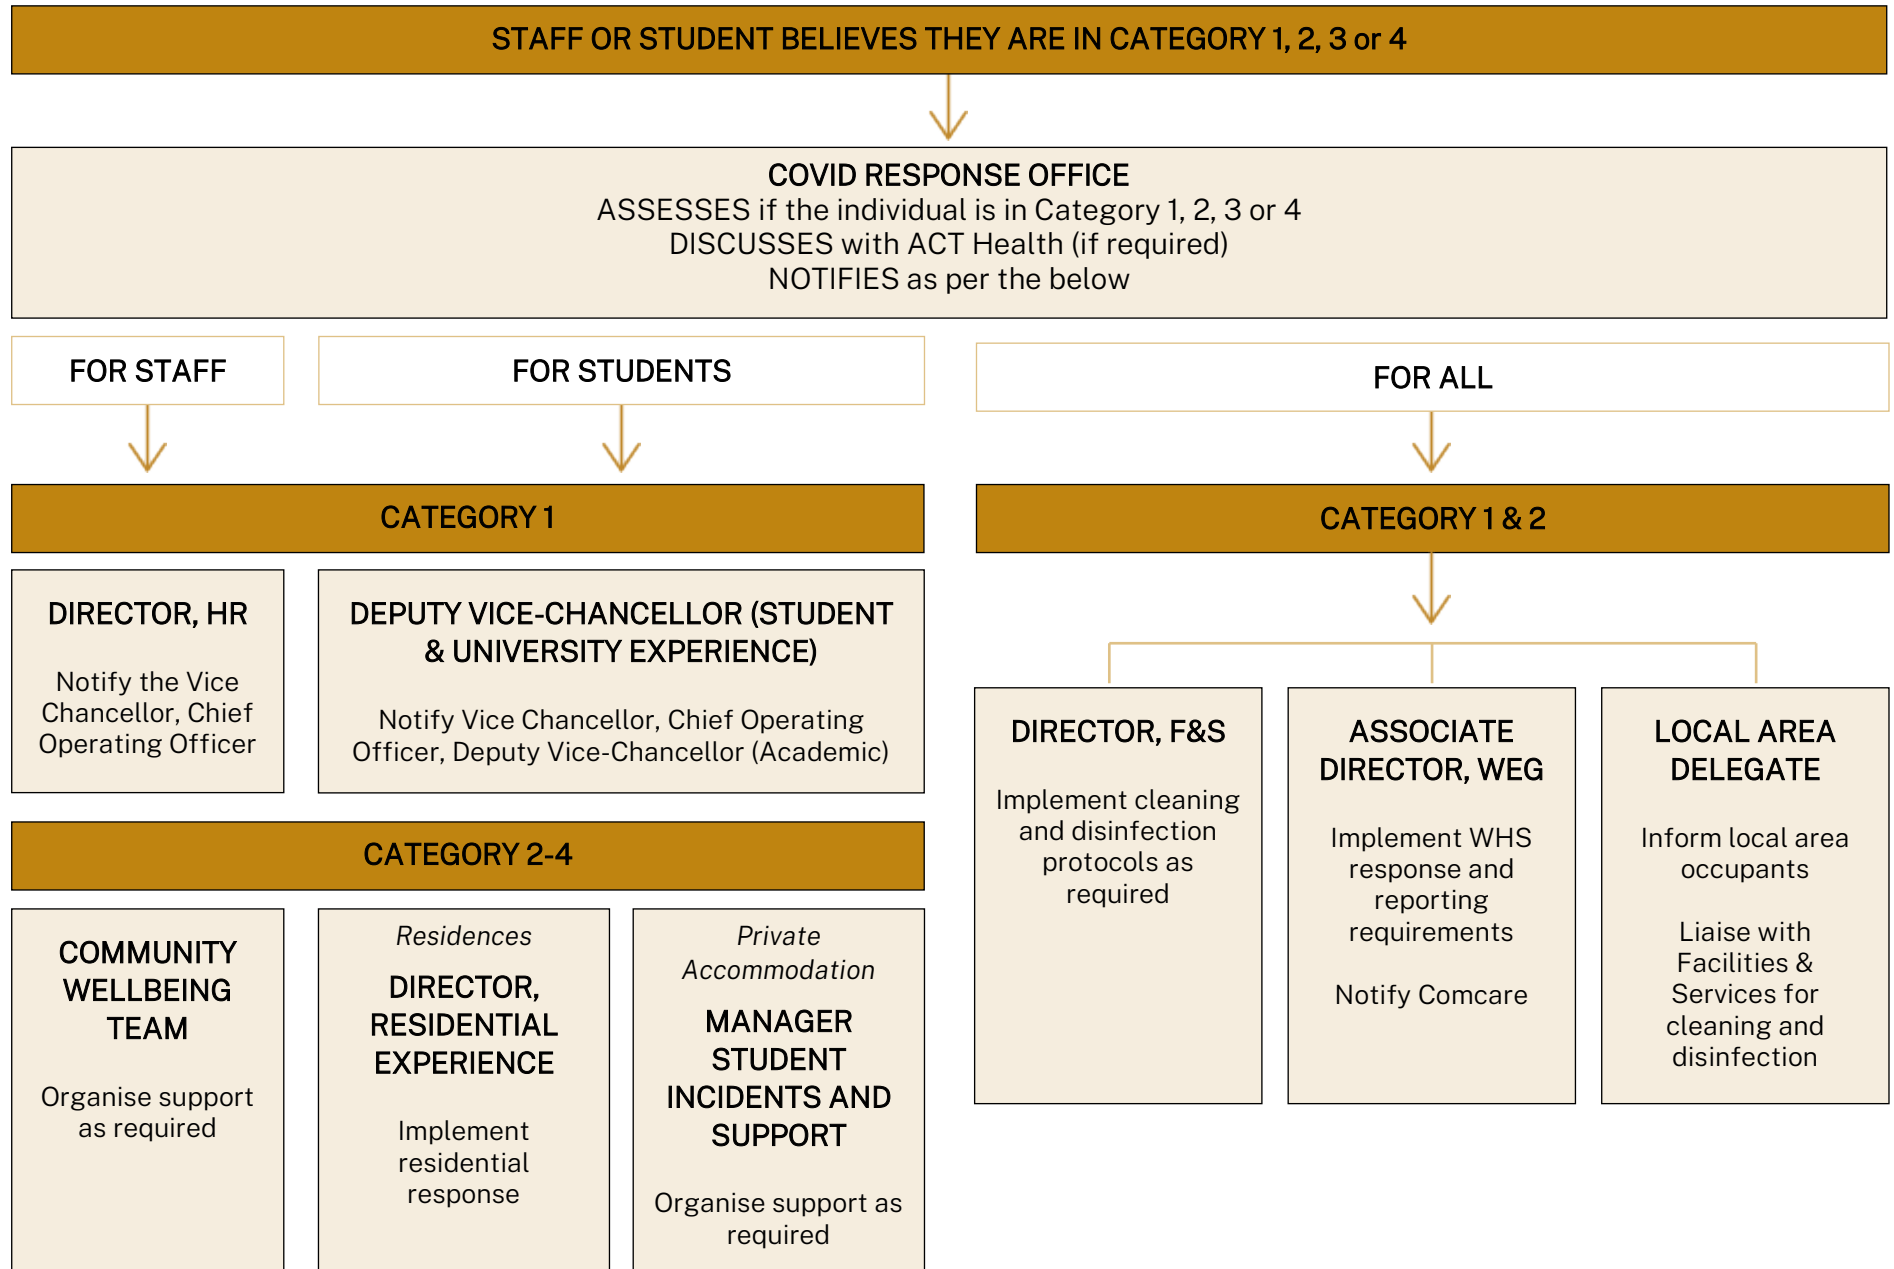 STAFF OR STUDENT BELIEVES THEY ARE IN CATEGORY 1, 2, 3 or 4
COVID RESPONSE OFFICE
ASSESSES if the individual is in Category 1, 2, 3 or 4
DISCUSSES with ACT Health (if required)
NOTIFIES as per the below
FOR STAFF
FOR STUDENTS
FOR ALL
CATEGORY 1
DIRECTOR, HR
Notify the Vice
Chancellor, Chief
Operating Officer
DEPUTY VICE-CHANCELLOR (STUDENT
& UNIVERSITY EXPERIENCE)
Notify Vice Chancellor, Chief Operating
Officer, Deputy Vice-Chancellor (Academic)
CATEGORY 2-4
COMMUNITY
WELLBEING
TEAM
Organise support
as required
Residences
DIRECTOR,
RESIDENTIAL
EXPERIENCE
Implement
residential
response
Private
Accommodation
MANAGER
STUDENT
INCIDENTS AND
SUPPORT
Organise support as
required
CATEGORY 1 & 2
DIRECTOR, F&S
Implement cleaning
and disinfection
protocols as
required
ASSOCIATE
DIRECTOR, WEG
Implement WHS
response and
reporting
requirements
Notify Comcare
LOCAL AREA
DELEGATE
Inform local area
occupants
Liaise with
Facilities &
Services for
cleaning and
disinfection